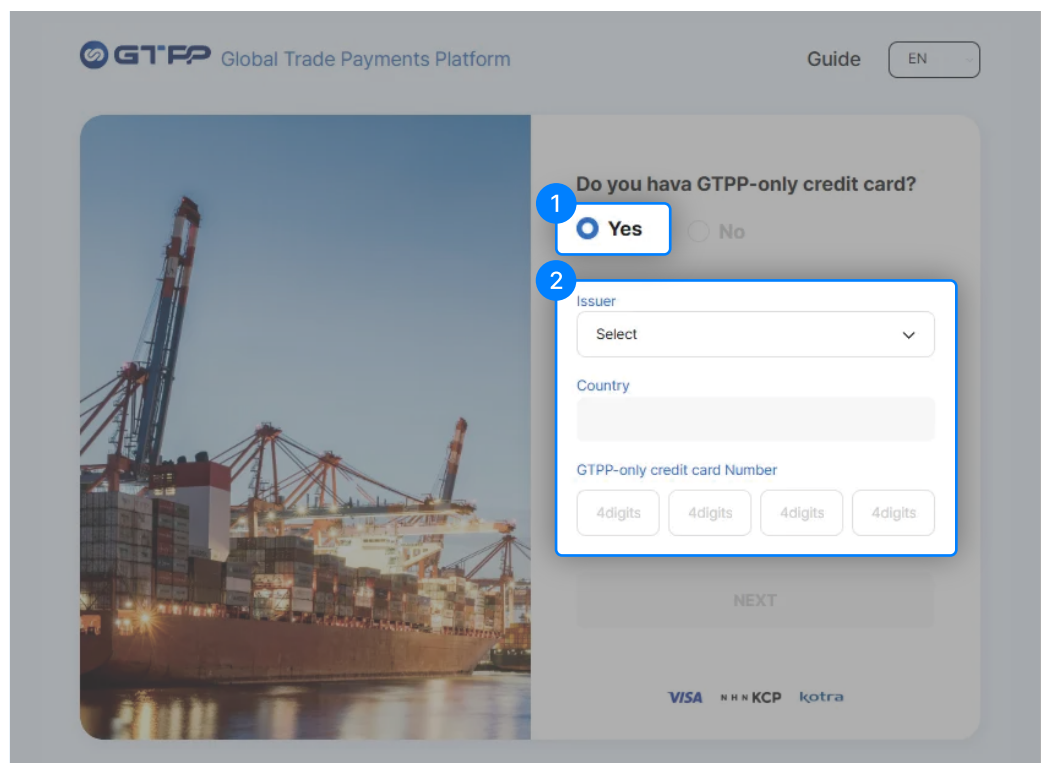 GTPP Global Trade Payments Platform
Guide
EN
Do you hava GTPP-only credit card?
1
Yes
No
2
Issuer
Select
Country
GTPP-only credit card Number
4digits 4digits 4digits 4digits
NEXT
VISA NHN KCP kotra